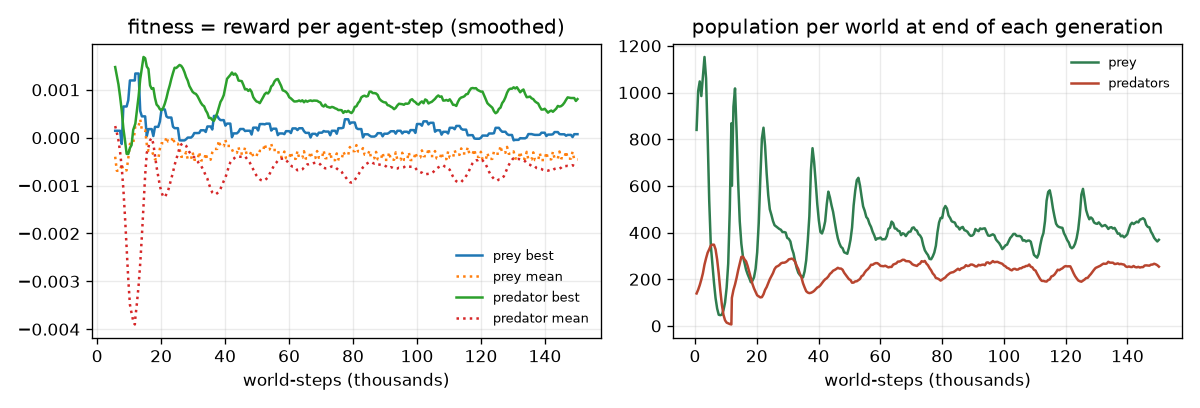 fitness = reward per agent-step (smoothed)
0.001
0.000
−0.001
−0.002
−0.003
−0.004
prey best
prey mean
predator best
predator mean
0 20 40 60 80 100 120 140
world-steps (thousands)
population per world at end of each generation
1200
1000
800
600
400
200
0
prey
predators
0 20 40 60 80 100 120 140
world-steps (thousands)